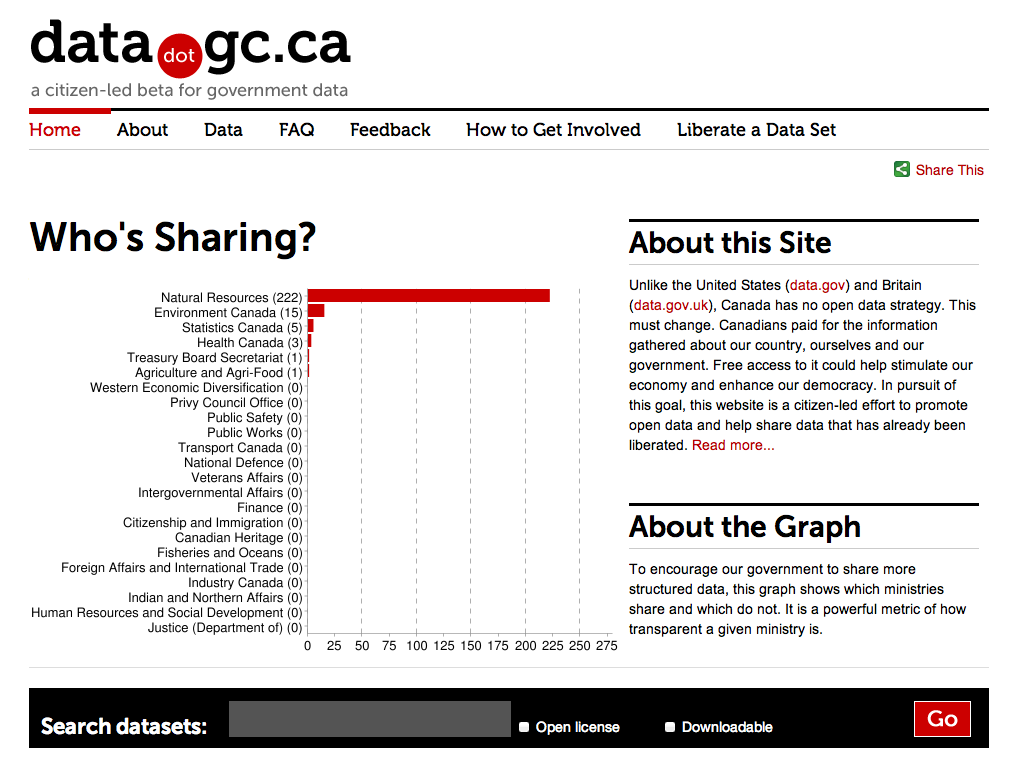 data dot gc.ca
a citizen-led beta for government data
Home About Data FAQ Feedback How to Get Involved Liberate a Data Set
Share This
Who's Sharing?
Natural Resources (222)
Environment Canada (15)
Statistics Canada (5)
Health Canada (3)
Treasury Board Secretariat (1)
Agriculture and Agri-Food (1)
Western Economic Diversification (0)
Privy Council Office (0)
Public Safety (0)
Public Works (0)
Transport Canada (0)
National Defence (0)
Veterans Affairs (0)
Intergovernmental Affairs (0)
Finance (0)
Citizenship and Immigration (0)
Canadian Heritage (0)
Fisheries and Oceans (0)
Foreign Affairs and International Trade (0)
Industry Canada (0)
Indian and Northern Affairs (0)
Human Resources and Social Development (0)
Justice (Department of) (0)
0 25 50 75 100 125 150 175 200 225 250 275
About this Site
Unlike the United States (data.gov) and Britain
(data.gov.uk), Canada has no open data strategy. This
must change. Canadians paid for the information
gathered about our country, ourselves and our
government. Free access to it could help stimulate our
economy and enhance our democracy. In pursuit of
this goal, this website is a citizen-led effort to promote
open data and help share data that has already been
liberated. Read more...
About the Graph
To encourage our government to share more
structured data, this graph shows which ministries
share and which do not. It is a powerful metric of how
transparent a given ministry is.
Search datasets: Open license Downloadable Go